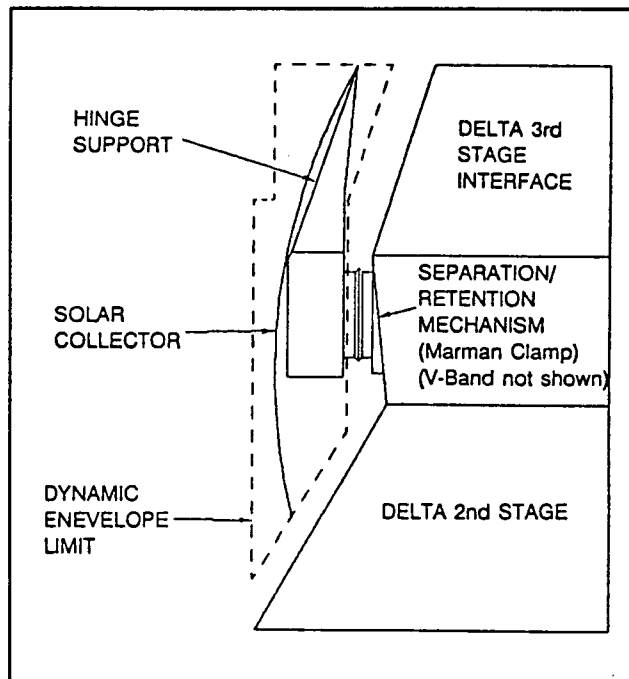 HINGE
SUPPORT
DELTA 3rd
STAGE
INTERFACE
SOLAR
COLLECTOR
SEPARATION/
RETENTION
MECHANISM
(Marman Clamp)
(V-Band not shown)
DYNAMIC
ENEVELOPE
LIMIT
DELTA 2nd STAGE